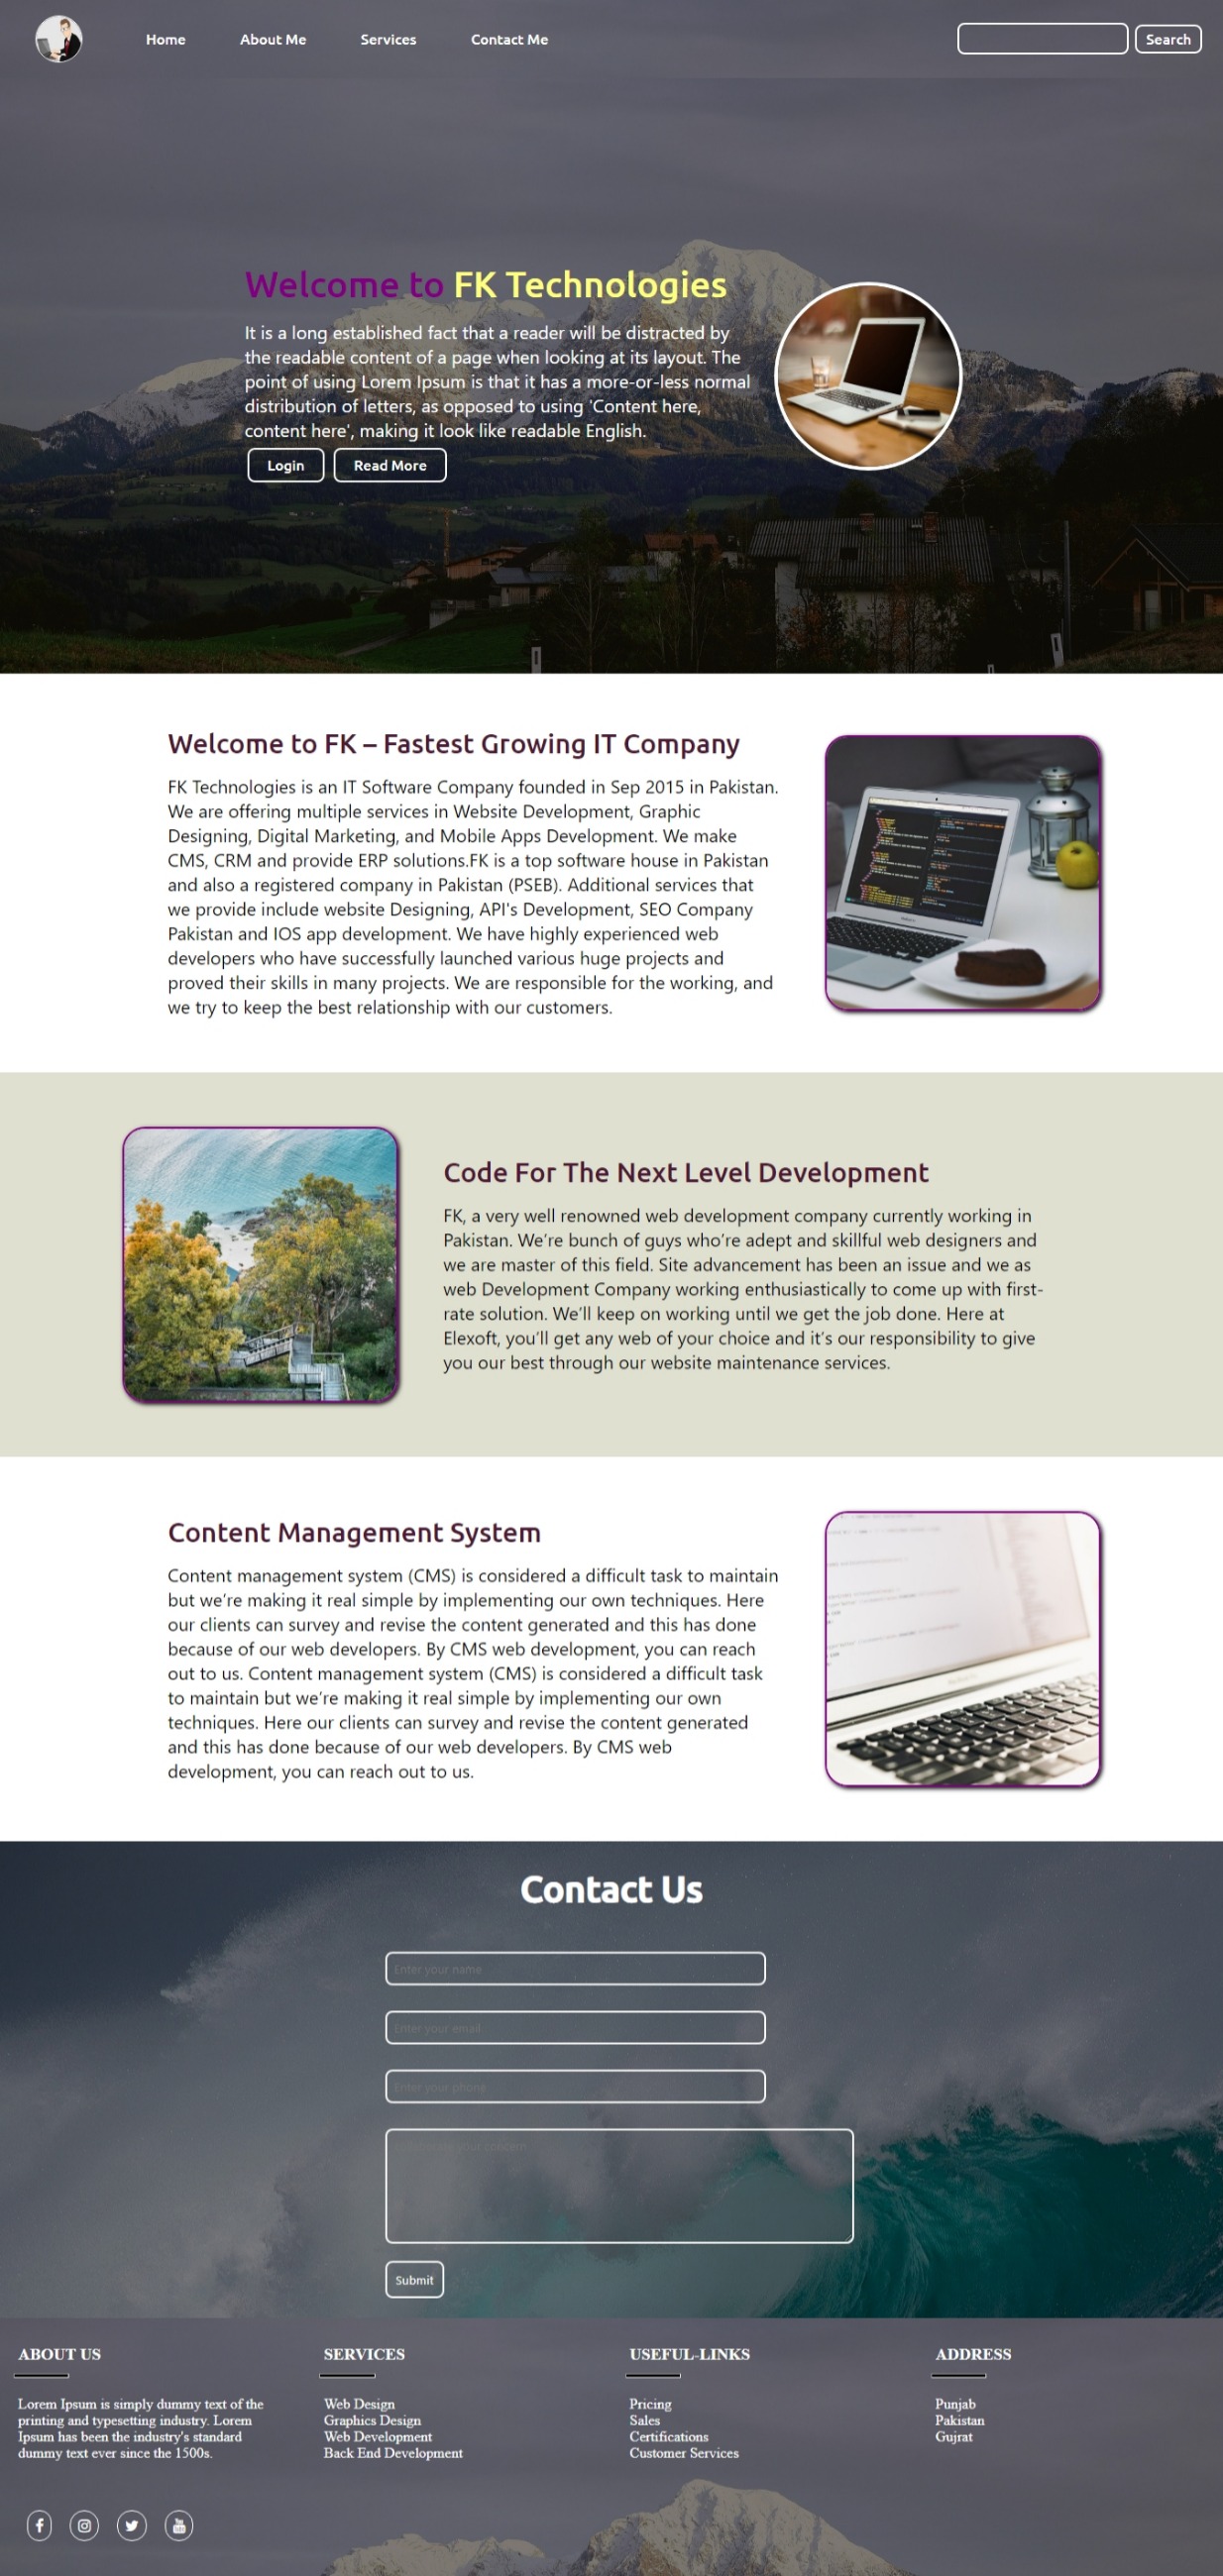 Home About Me Services Contact Me Search
Welcome to FK Technologies
It is a long established fact that a reader will be distracted by
the readable content of a page when looking at its layout. The
point of using Lorem Ipsum is that it has a more-or-less normal
distribution of letters, as opposed to using 'Content here,
content here', making it look like readable English.
Login Read More
Welcome to FK – Fastest Growing IT Company
FK Technologies is an IT Software Company founded in Sep 2015 in Pakistan.
We are offering multiple services in Website Development, Graphic
Designing, Digital Marketing, and Mobile Apps Development. We make
CMS, CRM and provide ERP solutions.FK is a top software house in Pakistan
and also a registered company in Pakistan (PSEB). Additional services that
we provide include website Designing, API's Development, SEO Company
Pakistan and IOS app development. We have highly experienced web
developers who have successfully launched various huge projects and
proved their skills in many projects. We are responsible for the working, and
we try to keep the best relationship with our customers.
Code For The Next Level Development
FK, a very well renowned web development company currently working in
Pakistan. We’re bunch of guys who’re adept and skillful web designers and
we are master of this field. Site advancement has been an issue and we as
web Development Company working enthusiastically to come up with first-
rate solution. We’ll keep on working until we get the job done. Here at
Elexoft, you’ll get any web of your choice and it’s our responsibility to give
you our best through our website maintenance services.
Content Management System
Content management system (CMS) is considered a difficult task to maintain
but we’re making it real simple by implementing our own techniques. Here
our clients can survey and revise the content generated and this has done
because of our web developers. By CMS web development, you can reach
out to us. Content management system (CMS) is considered a difficult task
to maintain but we’re making it real simple by implementing our own
techniques. Here our clients can survey and revise the content generated
and this has done because of our web developers. By CMS web
development, you can reach out to us.
Contact Us
Enter your name
Enter your email
Enter your phone
your concern
Submit
ABOUT US
Lorem Ipsum is simply dummy text of the
printing and typesetting industry. Lorem
Ipsum has been the industry's standard
dummy text ever since the 1500s.
SERVICES
Web Design
Graphics Design
Web Development
Back End Development
USEFUL-LINKS
Pricing
Sales
Certifications
Customer Services
ADDRESS
Punjab
Pakistan
Gujrat